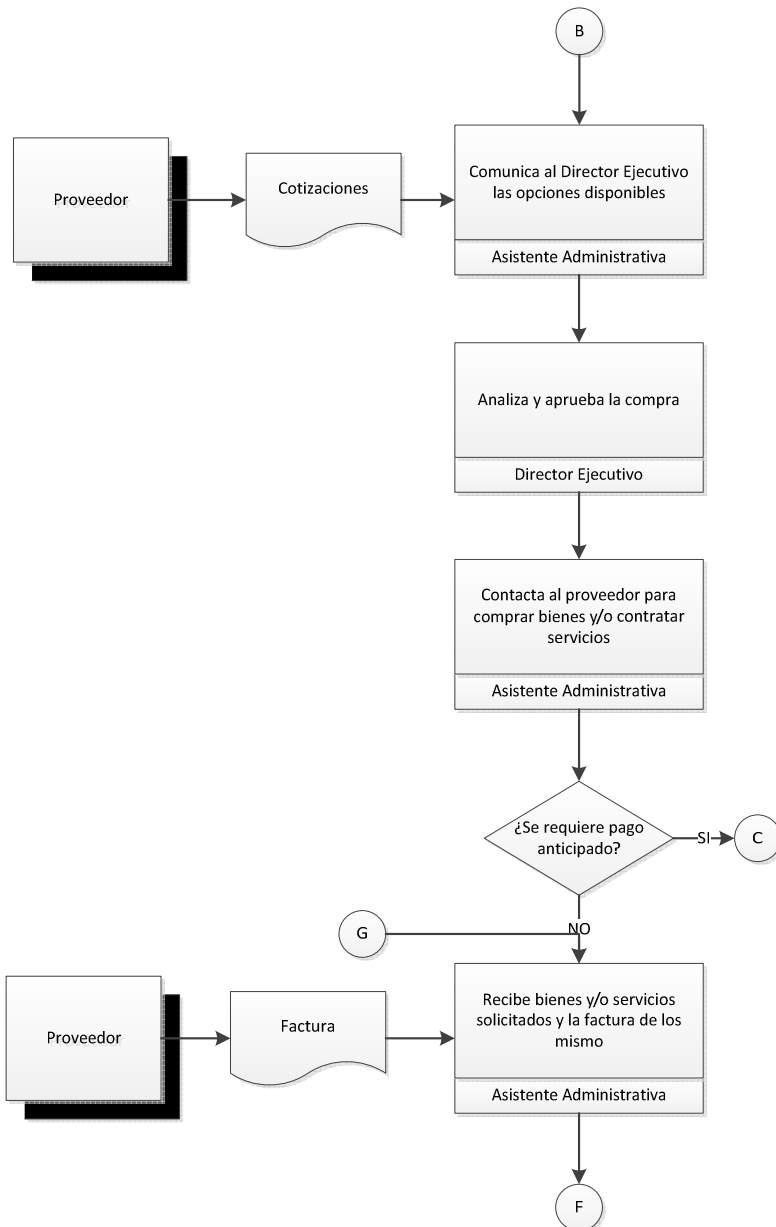 B
Proveedor
Cotizaciones
Comunica al Director Ejecutivo
las opciones disponibles
Asistente Administrativa
Analiza y aprueba la compra
Director Ejecutivo
Contacta al proveedor para
comprar bienes y/o contratar
servicios
Asistente Administrativa
¿Se requiere pago
anticipado?
SI
C
NO
G
Proveedor
Factura
Recibe bienes y/o servicios
solicitados y la factura de los
mismo
Asistente Administrativa
F